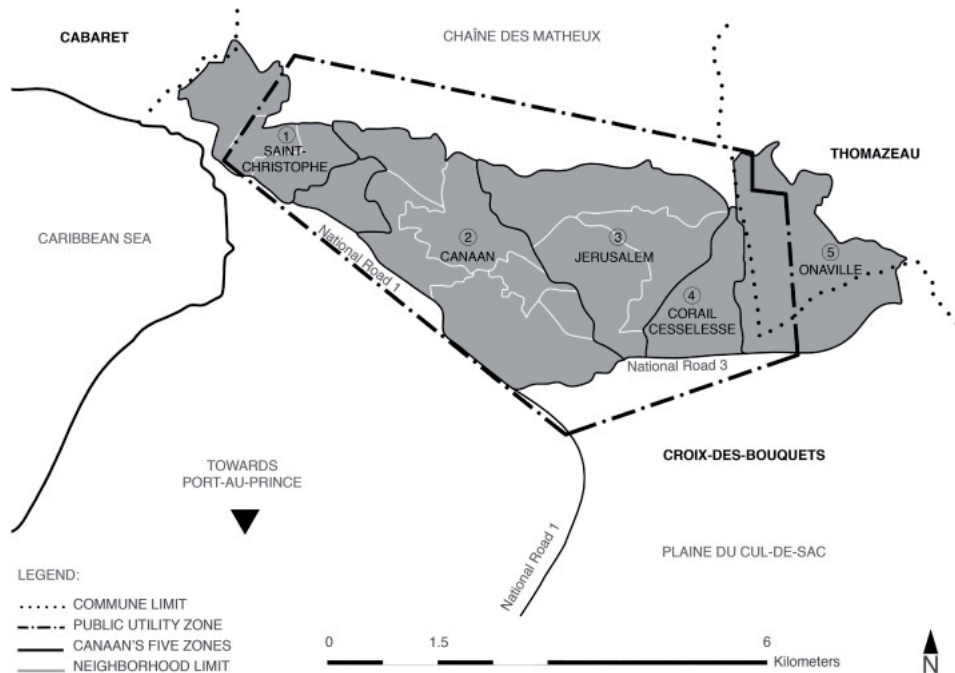 CABARET
CHAÎNE DES MATHEUX
THOMAZEAU
1
SAINT-
CHRISTOPHE
CARIBBEAN SEA
National Road 1
2
CANAAN
3
JERUSALEM
4
CORAIL
CESSELESSE
5
ONAVILLE
National Road 3
CROIX-DES-BOUQUETS
TOWARDS
PORT-AU-PRINCE
National Road 1
PLAINE DU CUL-DE-SAC
LEGEND:
COMMUNE LIMIT
PUBLIC UTILITY ZONE
CANAAN'S FIVE ZONES
NEIGHBORHOOD LIMIT
0 1.5 6
Kilometers
N